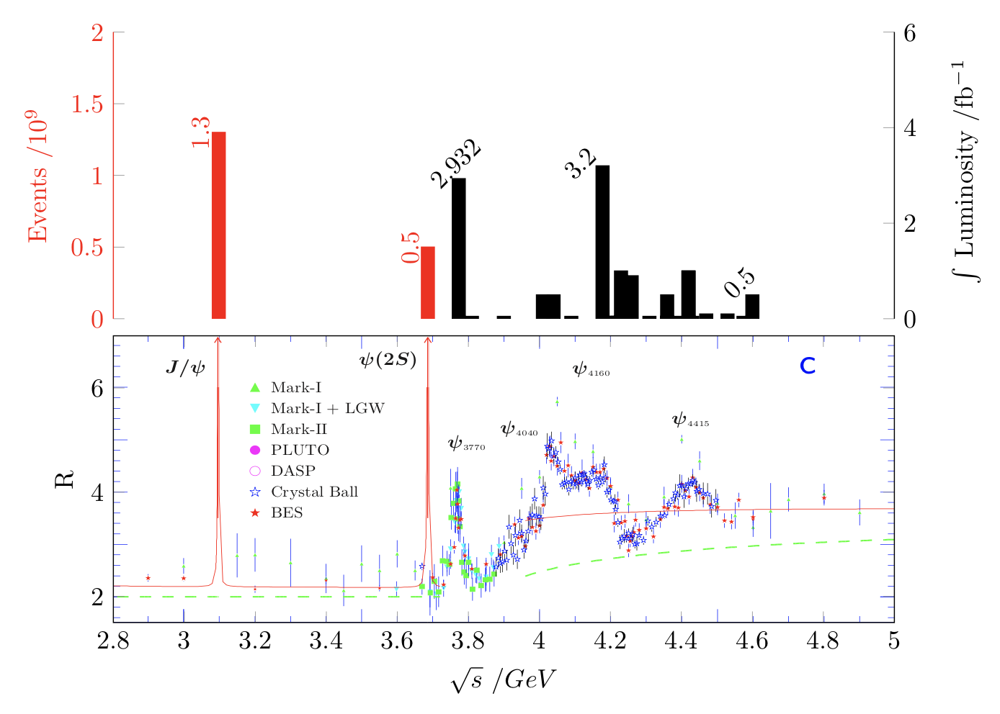 2
1.5
1
0.5
0
Events /10⁹
1.3
0.5
2.932
3.2
0.5
6
4
2
0
∫ Luminosity /fb⁻¹
J/ψ
ψ(2S)
ψ4160
C
Mark-I
Mark-I + LGW
Mark-II
PLUTO
DASP
Crystal Ball
BES
ψ3770
ψ4040
ψ4415
6
4
2
R
2.8 3 3.2 3.4 3.6 3.8 4 4.2 4.4 4.6 4.8 5
√s /GeV